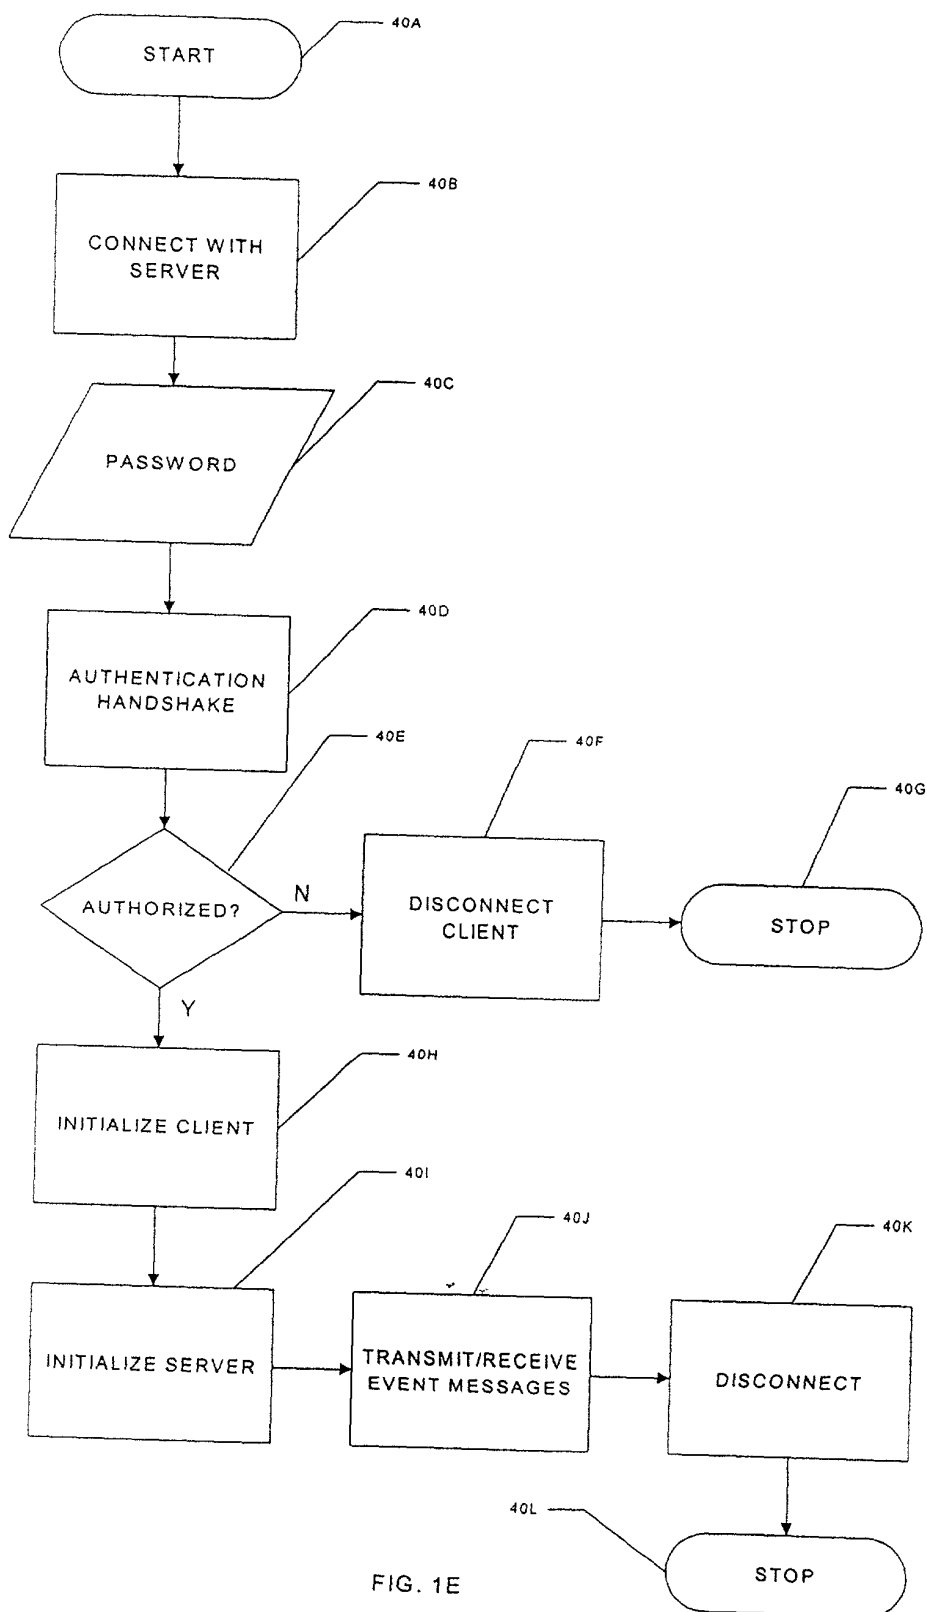 40A
START
40B
CONNECT WITH
SERVER
40C
PASSWORD
40D
AUTHENTICATION
HANDSHAKE
40E
40F
40G
AUTHORIZED?
N
DISCONNECT
CLIENT
STOP
Y
40H
INITIALIZE CLIENT
40I
40J
40K
INITIALIZE SERVER
TRANSMIT/RECEIVE
EVENT MESSAGES
DISCONNECT
40L
STOP
FIG. 1E